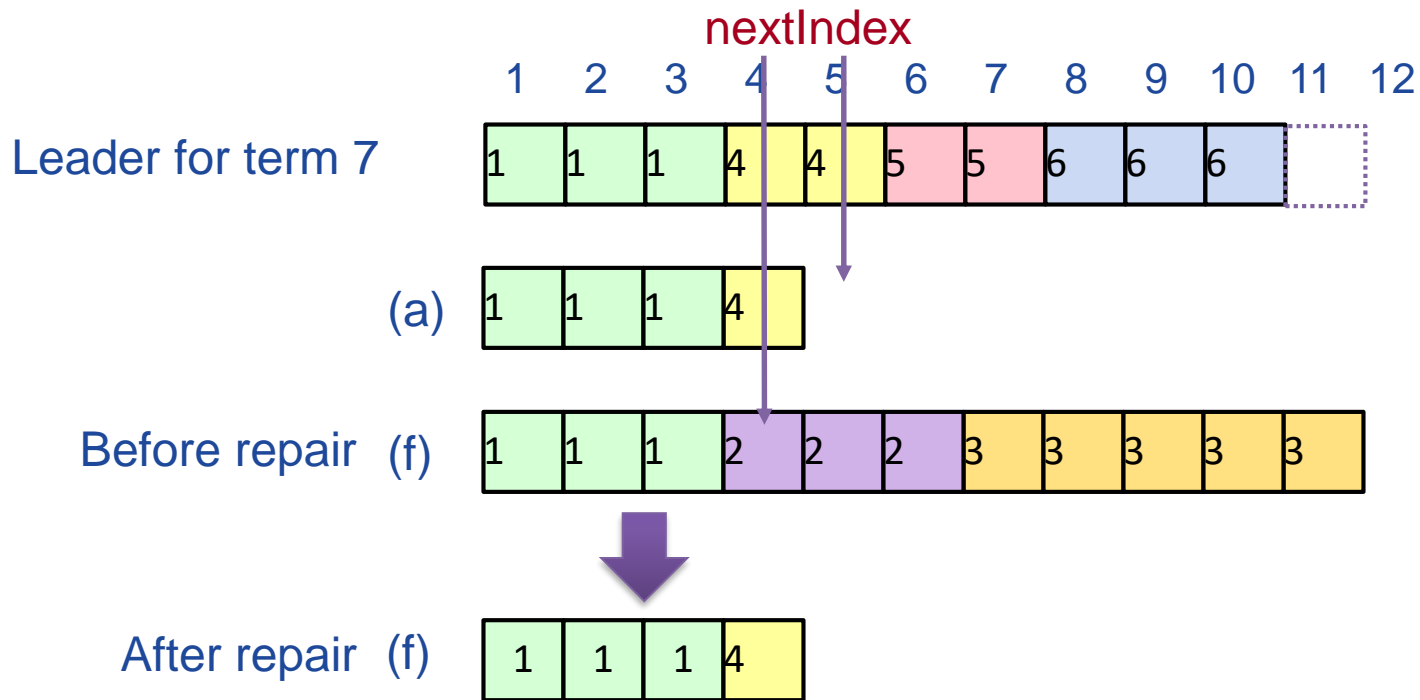 nextIndex
1 2 3 4 5 6 7 8 9 10 11 12
Leader for term 7 1 1 1 4 4 5 5 6 6 6
(a) 1 1 1 4
Before repair (f) 1 1 1 2 2 2 3 3 3 3 3
After repair (f) 1 1 1 4